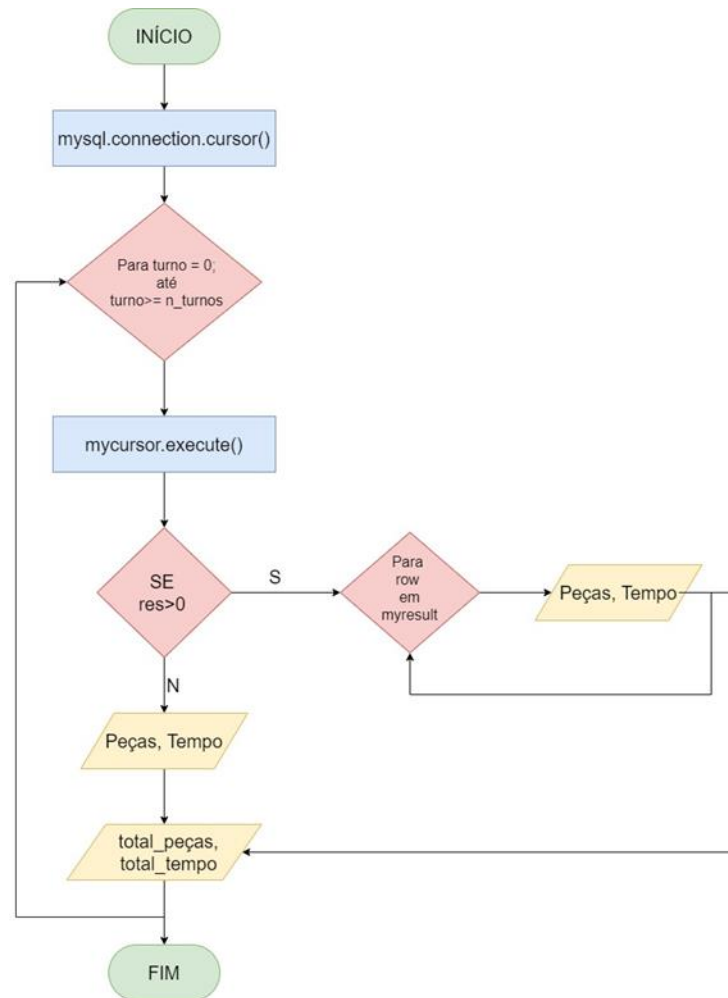 INÍCIO
mysql.connection.cursor()
Para turno = 0;
até
turno>= n_turnos
mycursor.execute()
SE
res>0
S
Para
row
em
myresult
Peças, Tempo
N
Peças, Tempo
total_peças,
total_tempo
FIM